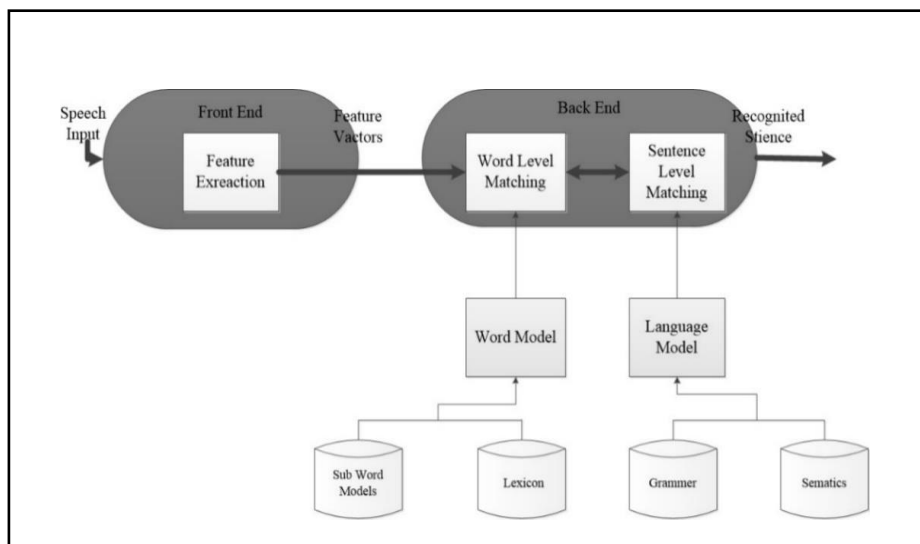 Speech
Input
Front End
Feature
Exreaction
Feature
Vactors
Back End
Word Level
Matching
Sentence
Level
Matching
Recognited
Stience
Word Model
Language
Model
Sub Word
Models
Lexicon
Grammer
Sematics